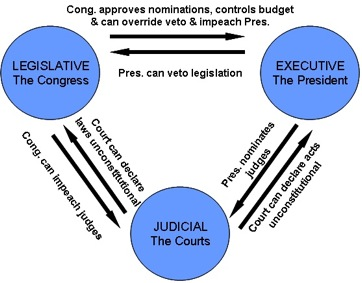 Cong. approves nominations, controls budget
& can override veto & impeach Pres.
LEGISLATIVE
The Congress
EXECUTIVE
The President
Pres. can veto legislation
Cong. can impeach judges
Court can declare
laws unconstitutional
Pres. nominates
judges
Court can declare acts
unconstitutional
JUDICIAL
The Courts